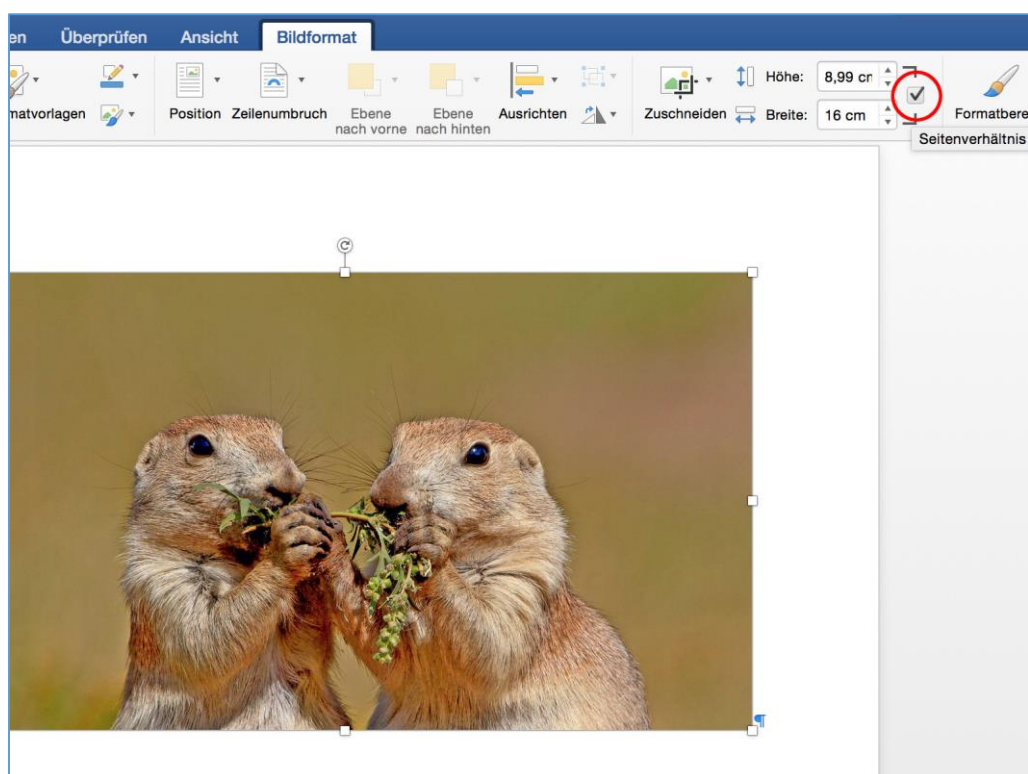 en Überprüfen Ansicht Bildformat
Höhe: 8,99 cr
matvorlagen Position Zeilenumbruch Ebene nach vorne Ebene nach hinten Ausrichten Zuschneiden Breite: 16 cm Formatbere
Seitenverhältnis
¶